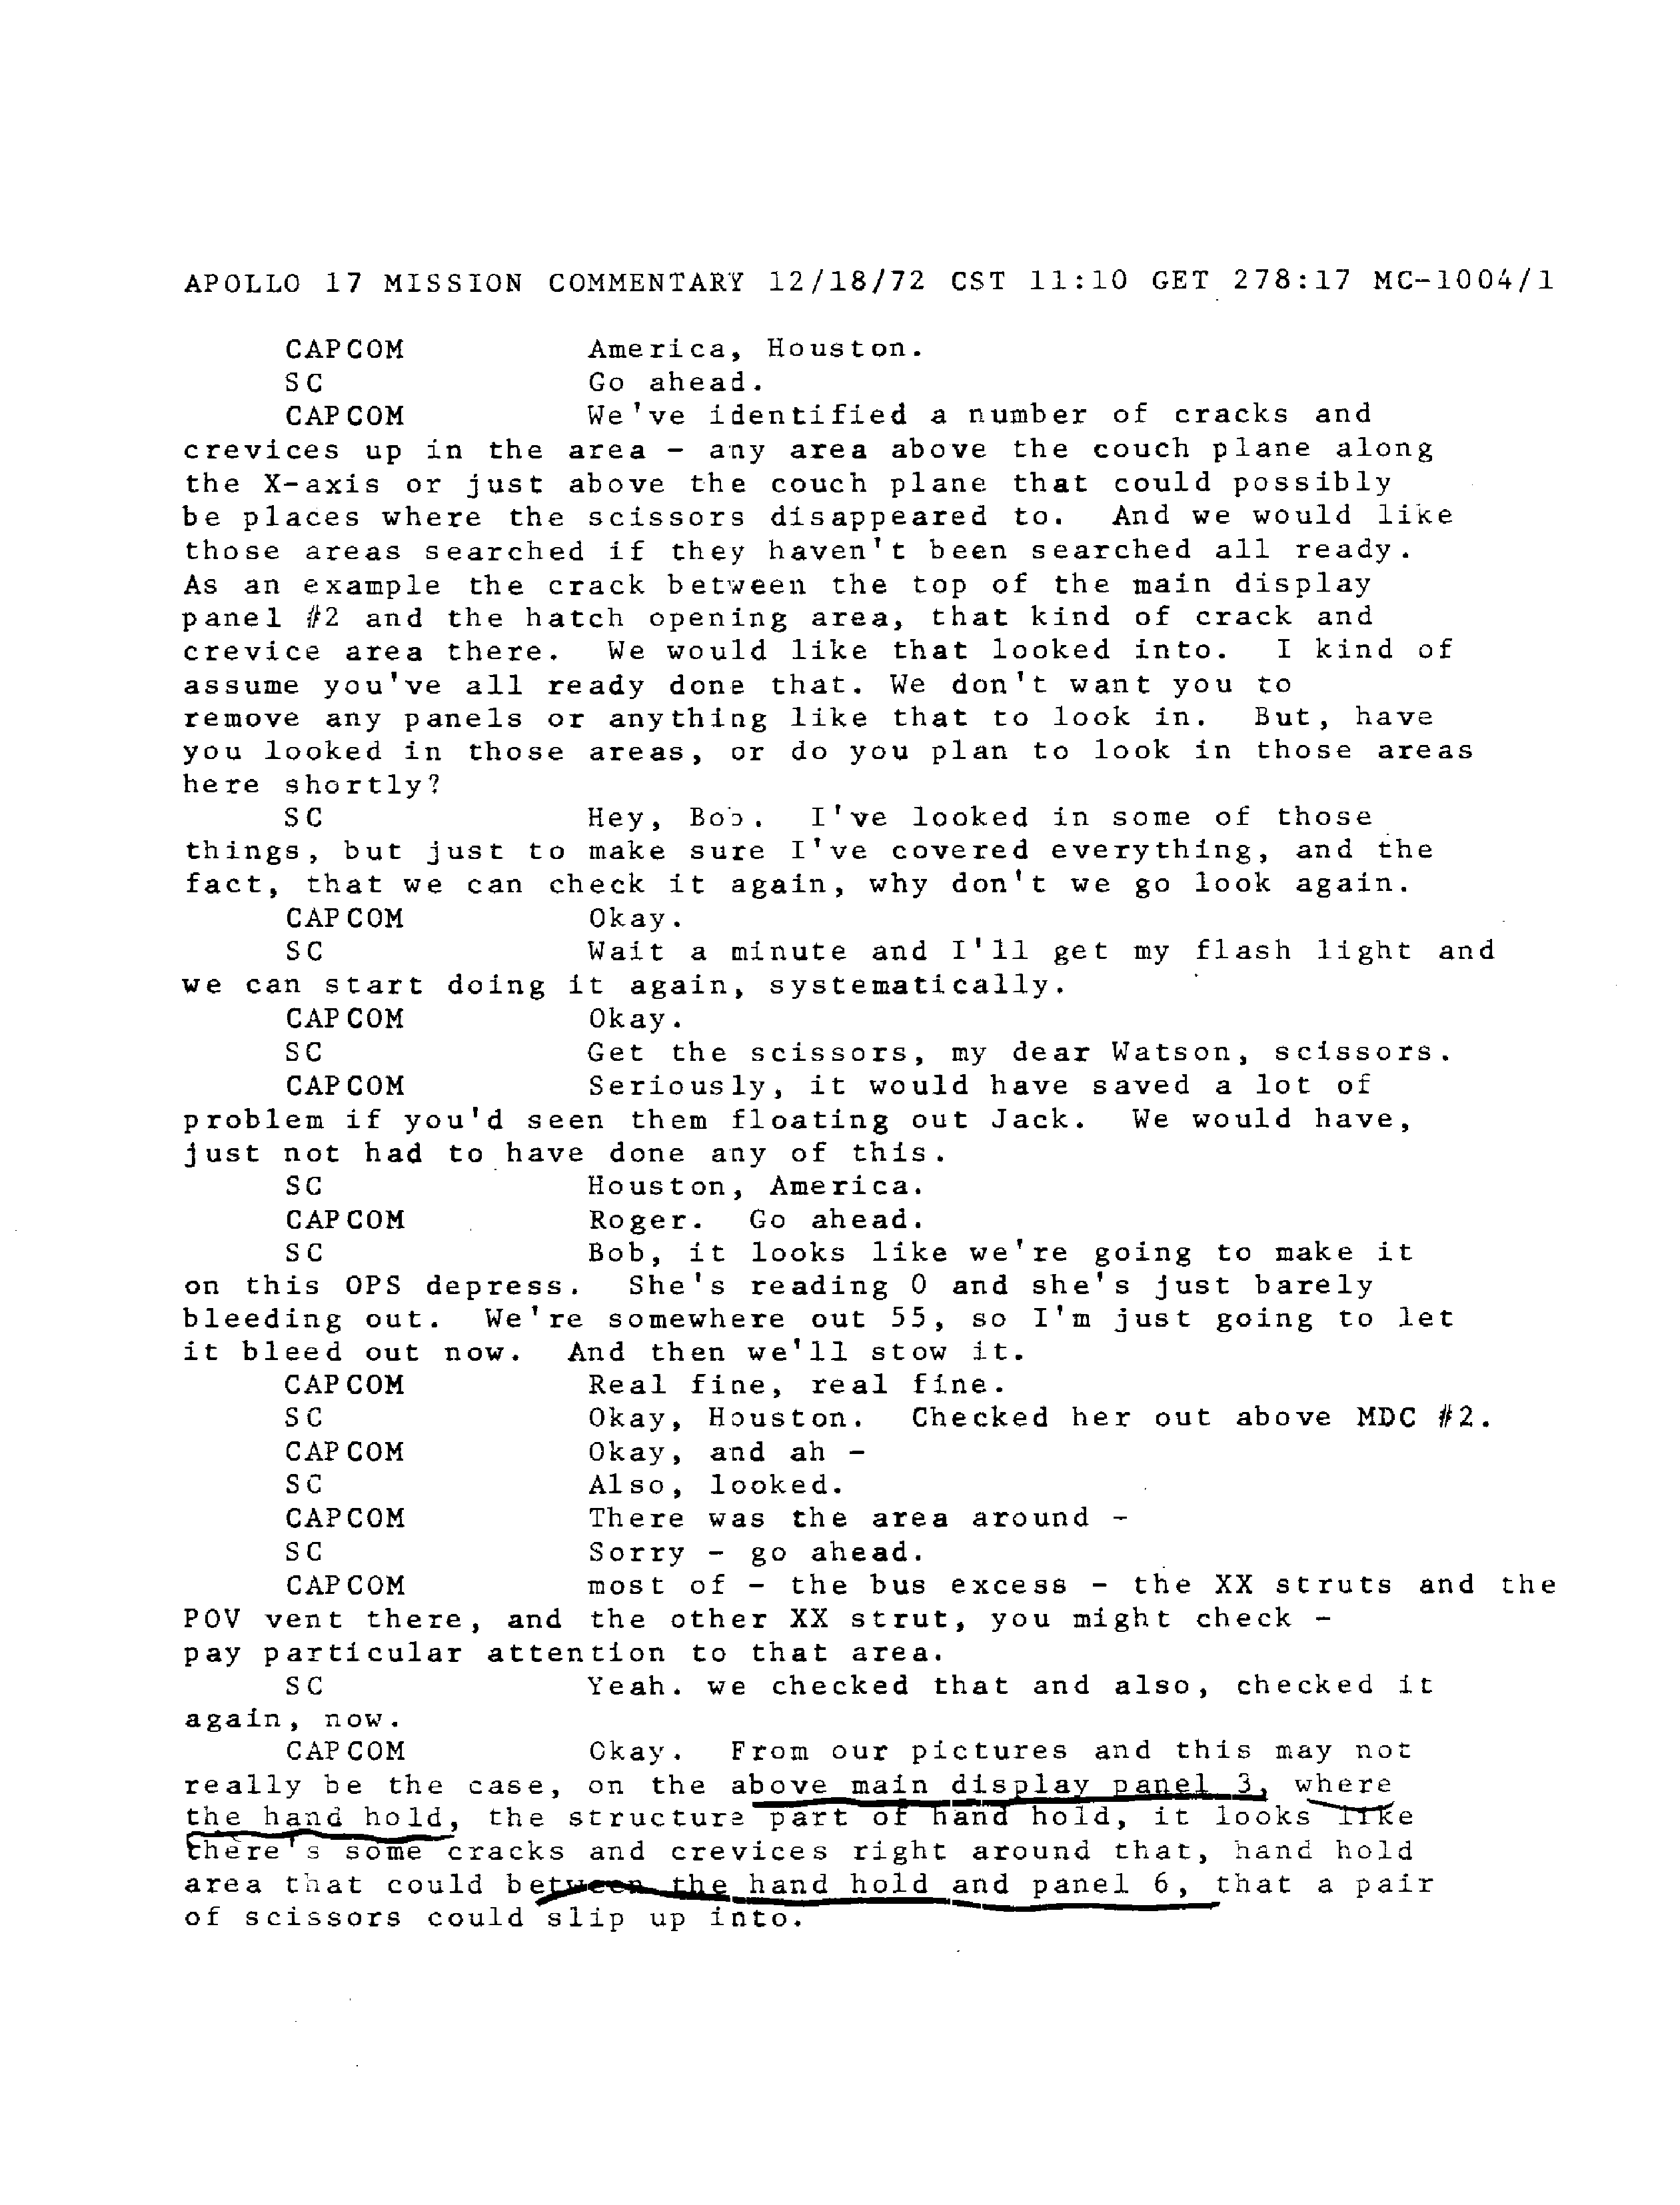 APOLLO 17 MISSION COMMENTARY 12/18/72 CST 11:10 GET 278:17 MC-1004/1
CAPCOM America, Houston.
SC Go ahead.
CAPCOM We've identified a number of cracks and
crevices up in the area - any area above the couch plane along
the X-axis or just above the couch plane that could possibly
be places where the scissors disappeared to. And we would like
those areas searched if they haven't been searched all ready.
As an example the crack between the top of the main display
panel #2 and the hatch opening area, that kind of crack and
crevice area there. We would like that looked into. I kind of
assume you've all ready done that. We don't want you to
remove any panels or anything like that to look in. But, have
you looked in those areas, or do you plan to look in those areas
here shortly?
SC Hey, Bob. I've looked in some of those
things, but just to make sure I've covered everything, and the
fact, that we can check it again, why don't we go look again.
CAPCOM Okay.
SC Wait a minute and I'll get my flash light and
we can start doing it again, systematically.
CAPCOM Okay.
SC Get the scissors, my dear Watson, scissors.
CAPCOM Seriously, it would have saved a lot of
problem if you'd seen them floating out Jack. We would have,
just not had to have done any of this.
SC Houston, America.
CAPCOM Roger. Go ahead.
SC Bob, it looks like we're going to make it
on this OPS depress. She's reading 0 and she's just barely
bleeding out. We're somewhere out 55, so I'm just going to let
it bleed out now. And then we'll stow it.
CAPCOM Real fine, real fine.
SC Okay, Houston. Checked her out above MDC #2.
CAPCOM Okay, and ah -
SC Also, looked.
CAPCOM There was the area around -
SC Sorry - go ahead.
CAPCOM most of - the bus excess - the XX struts and the
POV vent there, and the other XX strut, you might check -
pay particular attention to that area.
SC Yeah. we checked that and also, checked it
again, now.
CAPCOM Okay. From our pictures and this may not
really be the case, on the above main display panel 3, where
the hand hold, the structure part of hand hold, it looks like
there's some cracks and crevices right around that, hand hold
area that could between the hand hold and panel 6, that a pair
of scissors could slip up into.